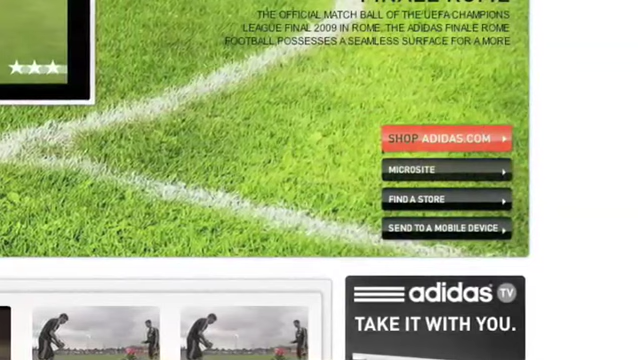 FINALE ROME
THE OFFICIAL MATCH BALL OF THE UEFA CHAMPIONS
LEAGUE FINAL 2009 IN ROME, THE ADIDAS FINALE ROME
FOOTBALL POSSESSES A SEAMLESS SURFACE FOR A MORE
SHOP ADIDAS.COM
MICROSITE
FIND A STORE
SEND TO A MOBILE DEVICE
adidas TV
TAKE IT WITH YOU.